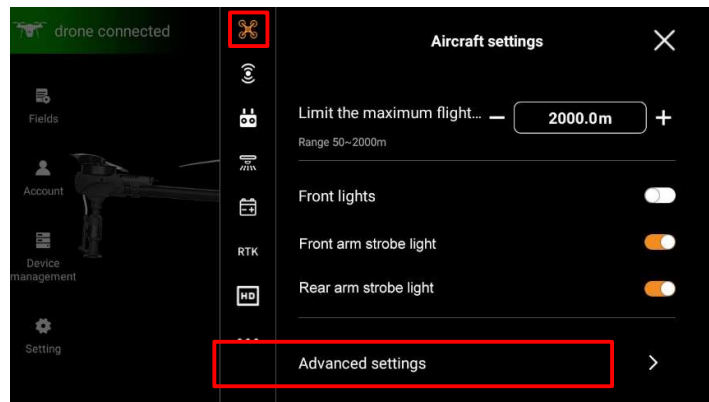 drone connected
Fields
Account
Device
management
Setting
RTK
HD
Aircraft settings
Limit the maximum flight...
2000.0m
Range 50~2000m
Front lights
Front arm strobe light
Rear arm strobe light
Advanced settings